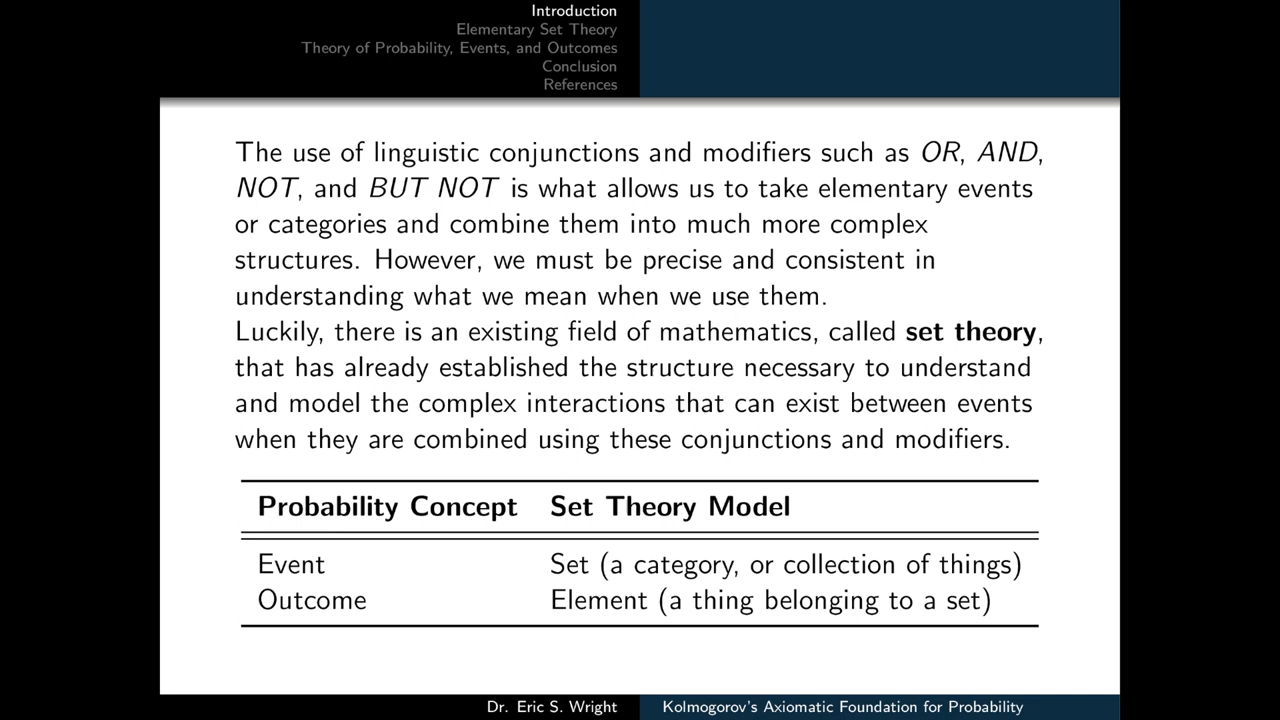 Introduction
Elementary Set Theory
Theory of Probability, Events, and Outcomes
Conclusion
References
The use of linguistic conjunctions and modifiers such as OR, AND,
NOT, and BUT NOT is what allows us to take elementary events
or categories and combine them into much more complex
structures. However, we must be precise and consistent in
understanding what we mean when we use them.
Luckily, there is an existing field of mathematics, called set theory,
that has already established the structure necessary to understand
and model the complex interactions that can exist between events
when they are combined using these conjunctions and modifiers.
Probability Concept Set Theory Model
Event Set (a category, or collection of things)
Outcome Element (a thing belonging to a set)
Dr. Eric S. Wright Kolmogorov's Axiomatic Foundation for Probability